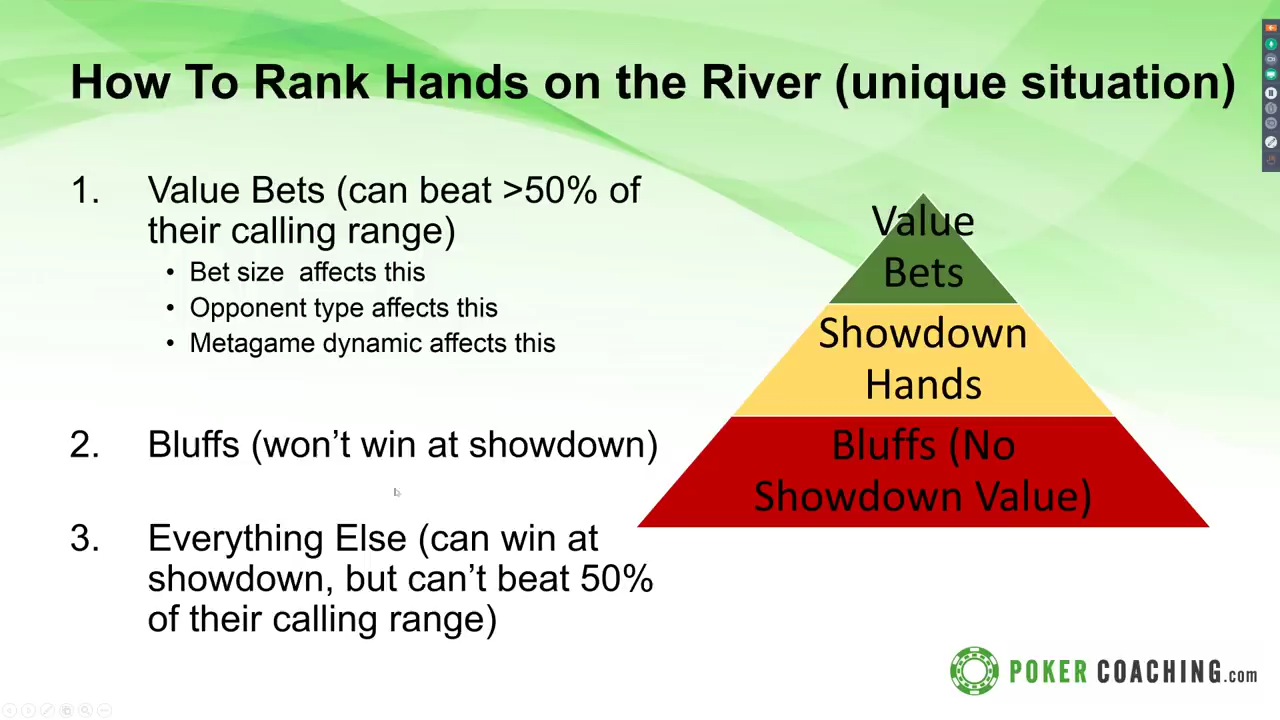 How To Rank Hands on the River (unique situation)
1. Value Bets (can beat >50% of
their calling range)
• Bet size affects this
• Opponent type affects this
• Metagame dynamic affects this
2. Bluffs (won't win at showdown)
3. Everything Else (can win at
showdown, but can't beat 50%
of their calling range)
Value
Bets
Showdown
Hands
Bluffs (No
Showdown Value)
POKER COACHING.com